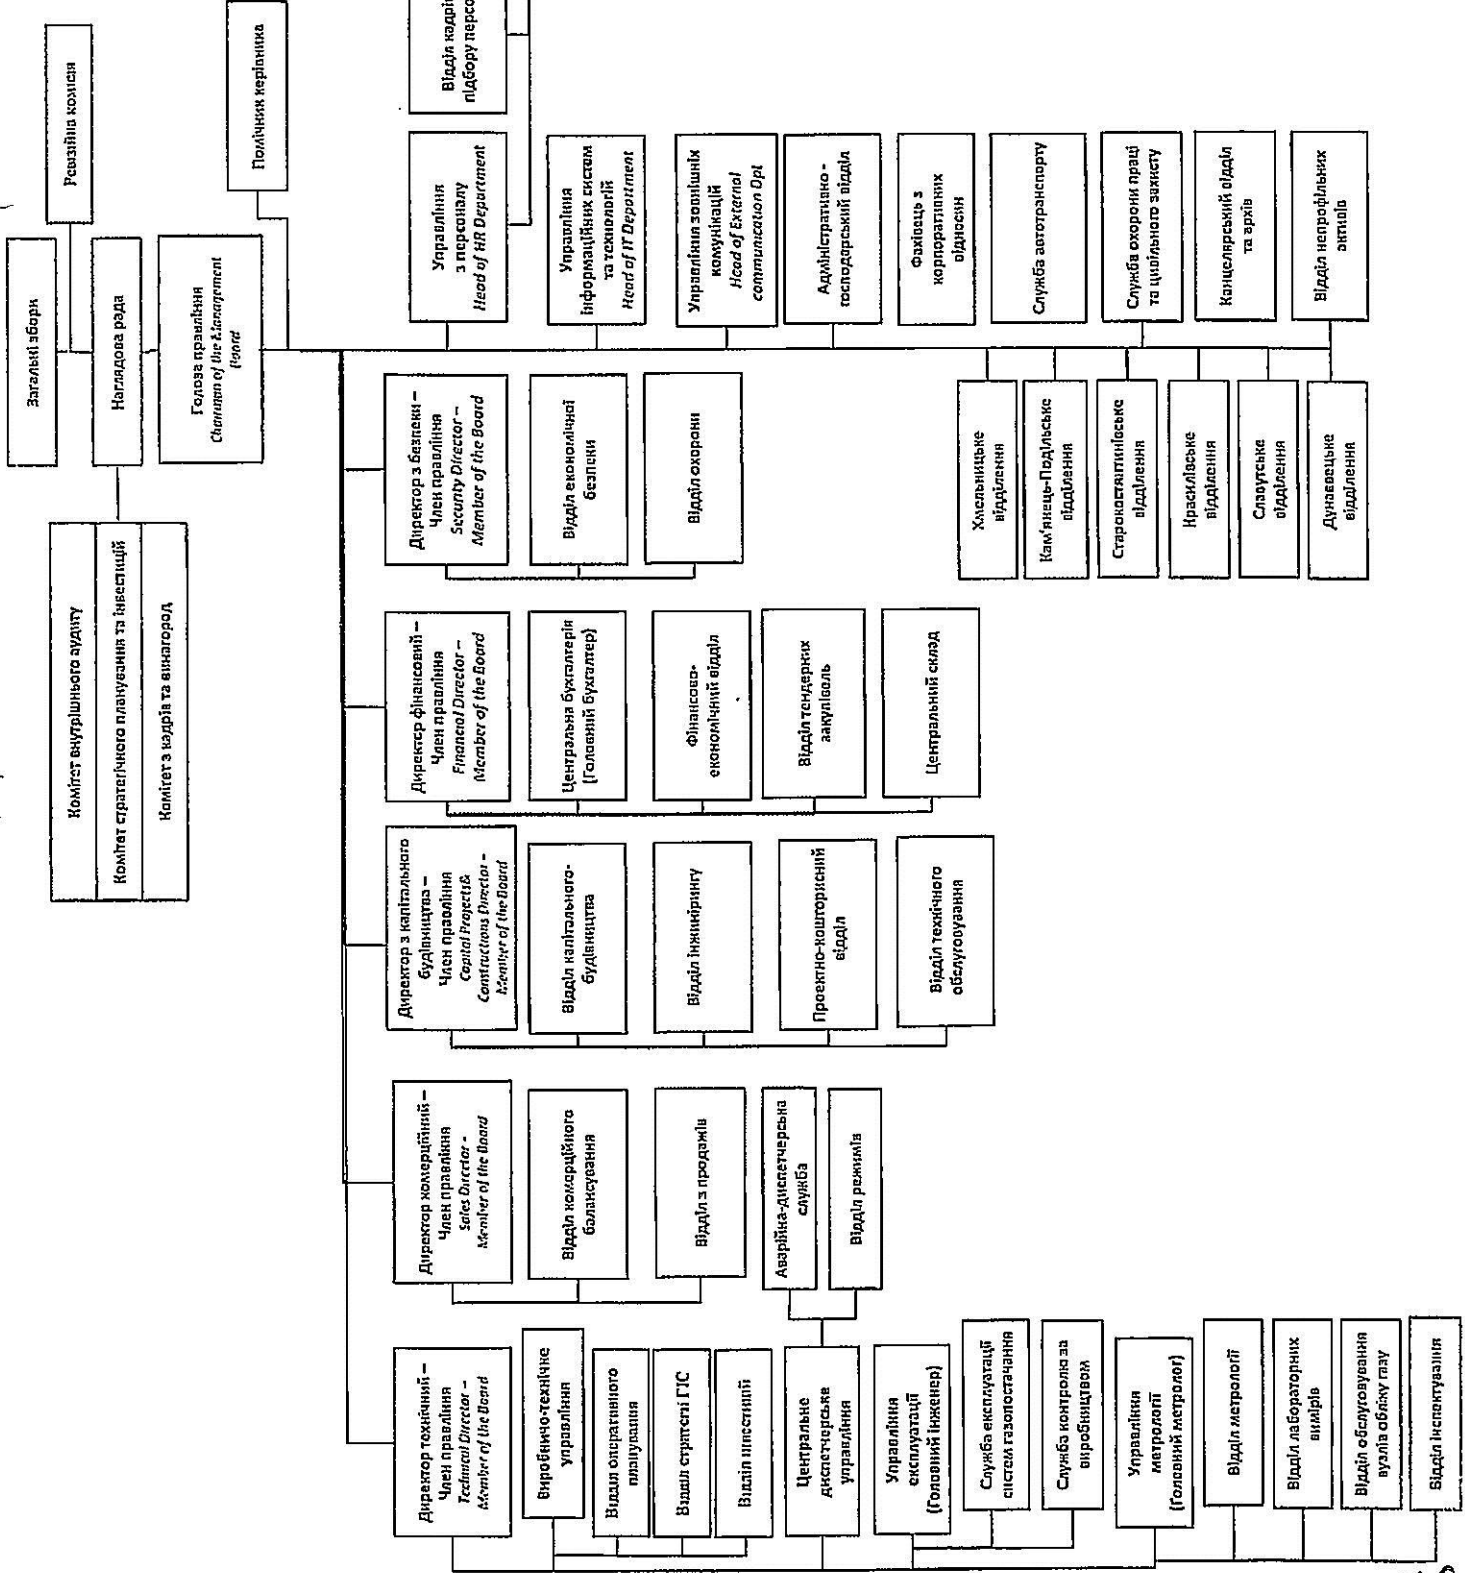 Загальні збори
Ревізійна комісія
Наглядова рада
Комітет внутрішнього аудиту
Комітет стратегічного планування та інвестицій
Комітет з кадрів та винагород
Голова правління
Chairman of the Management
Board
Помічник керівника
Директор технічний –
Член правління
Technical Director –
Member of the Board
Виробничо-технічне
управління
Відділ оперативного
планування
Відділ стратегії ГІС
Відділ інвестицій
Центральне
диспетчерське
управління
Аварійна-диспетчерська
служба
Відділ режимів
Управління
експлуатації
(Головний інженер)
Служба експлуатації
систем газопостачання
Служба контролю за
виробництвом
Управління
метрології
(Головний метролог)
Відділ метрології
Відділ лабораторних
вимірів
Відділ обслуговування
вузлів обліку газу
Відділ інспектування
Директор комерційний –
Член правління
Sales Director -
Member of the Board
Відділ комерційного
балансування
Відділ з продажів
Директор з капітального
будівництва –
Член правління
Capital Projects&
Constructions Director –
Member of the Board
Відділ капітального-
будівництва
Відділ інжинірингу
Проектно-кошторисний
відділ
Відділ технічного
обслуговування
Директор фінансовий –
Член правління
Financial Director –
Member of the Board
Центральна бухгалтерія
(Головний бухгалтер)
Фінансово-
економічний відділ
Відділ тендерних
закупівель
Центральний склад
Директор з безпеки –
Член правління
Security Director –
Member of the Board
Відділ економічної
безпеки
Відділ охорони
Управління
з персоналу
Head of HR Department
Відділ кадрів
підбору персо
Управління
інформаційних систем
та технологій
Head of IT Department
Управління зовнішніх
комунікацій
Head of External
communication Dpt
Адміністративно -
господарський відділ
Фахівець з
корпоративних
відносин
Служба автотранспорту
Служба охорони праці
та цивільного захисту
Канцелярський відділ
та архів
Відділ непрофільних
активів
Хмельницьке
відділення
Кам'янець-Подільське
відділення
Старокостянтинівське
відділення
Красилівське
відділення
Славутське
відділення
Дунаєвецьке
відділення